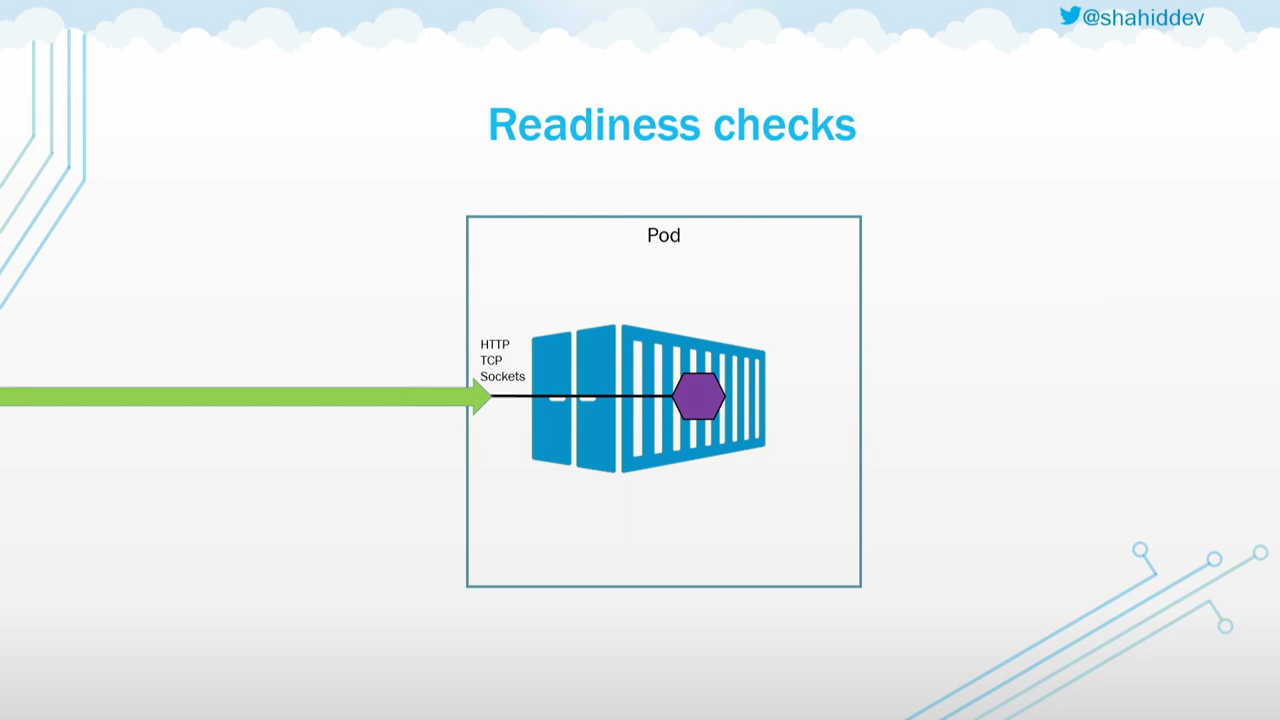 @shahiddev
Readiness checks
Pod
HTTP
TCP
Sockets